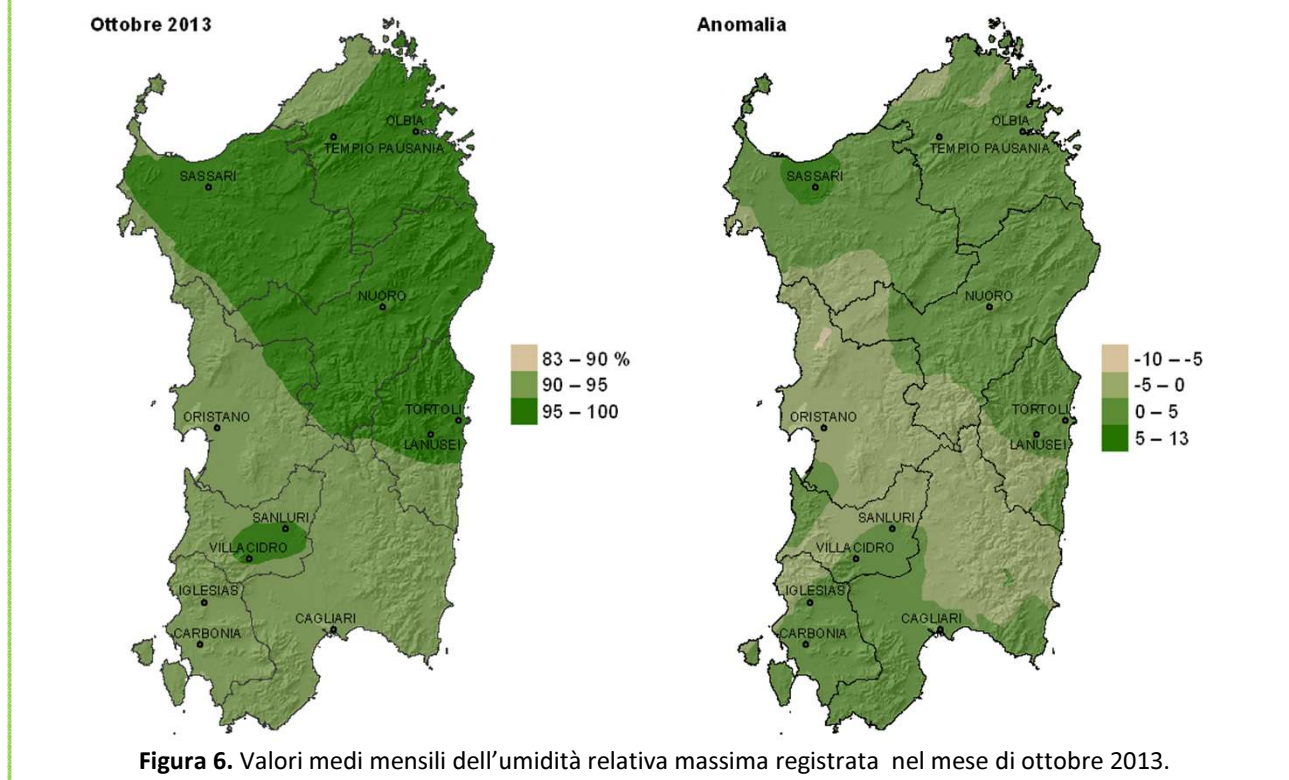 Ottobre 2013
OLBIA
TEMPIO PAUSANIA
SASSARI
NUORO
ORISTANO
TORTOLI
LANUSEI
SANLURI
VILLACIDRO
IGLESIAS
CARBONIA
CAGLIARI
83 – 90 %
90 – 95
95 – 100
Anomalia
OLBIA
TEMPIO PAUSANIA
SASSARI
NUORO
ORISTANO
TORTOLI
LANUSEI
SANLURI
VILLACIDRO
IGLESIAS
CARBONIA
CAGLIARI
-10 – -5
-5 – 0
0 – 5
5 – 13
Figura 6. Valori medi mensili dell’umidità relativa massima registrata nel mese di ottobre 2013.